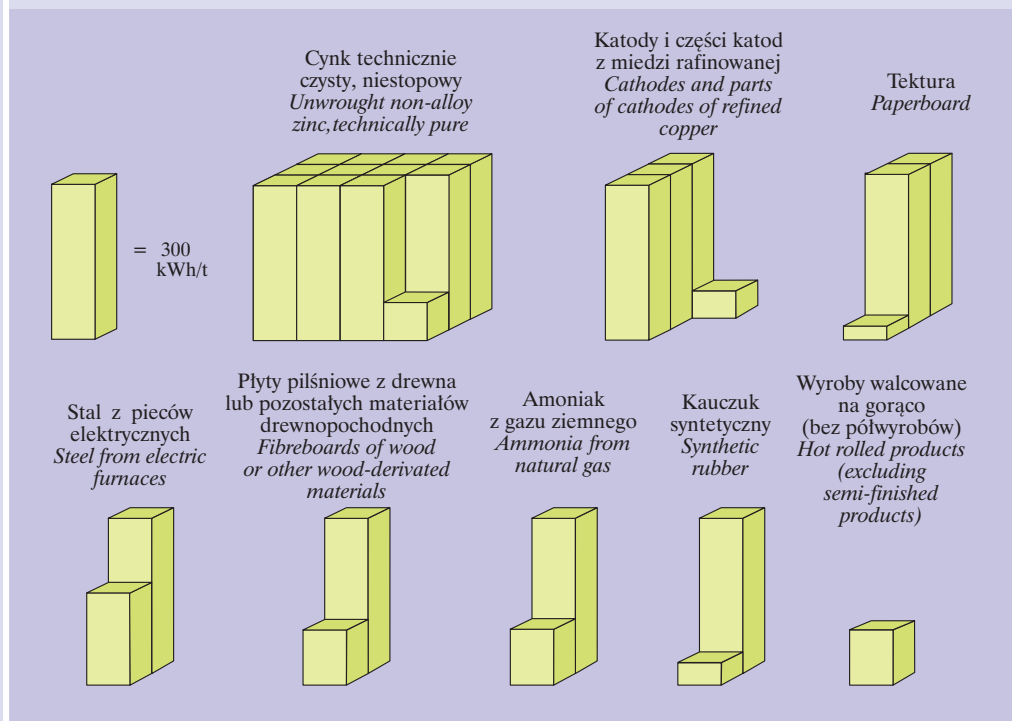 Cynk technicznie
czysty, niestopowy
Unwrought non-alloy
zinc,technically pure
Katody i części katod
z miedzi rafinowanej
Cathodes and parts
of cathodes of refined
copper
Tektura
Paperboard
= 300
kWh/t
Stal z pieców
elektrycznych
Steel from electric
furnaces
Płyty pilśniowe z drewna
lub pozostałych materiałów
drewnopochodnych
Fibreboards of wood
or other wood-derivated
materials
Amoniak
z gazu ziemnego
Ammonia from
natural gas
Kauczuk
syntetyczny
Synthetic
rubber
Wyroby walcowane
na gorąco
(bez półwyrobów)
Hot rolled products
(excluding
semi-finished
products)